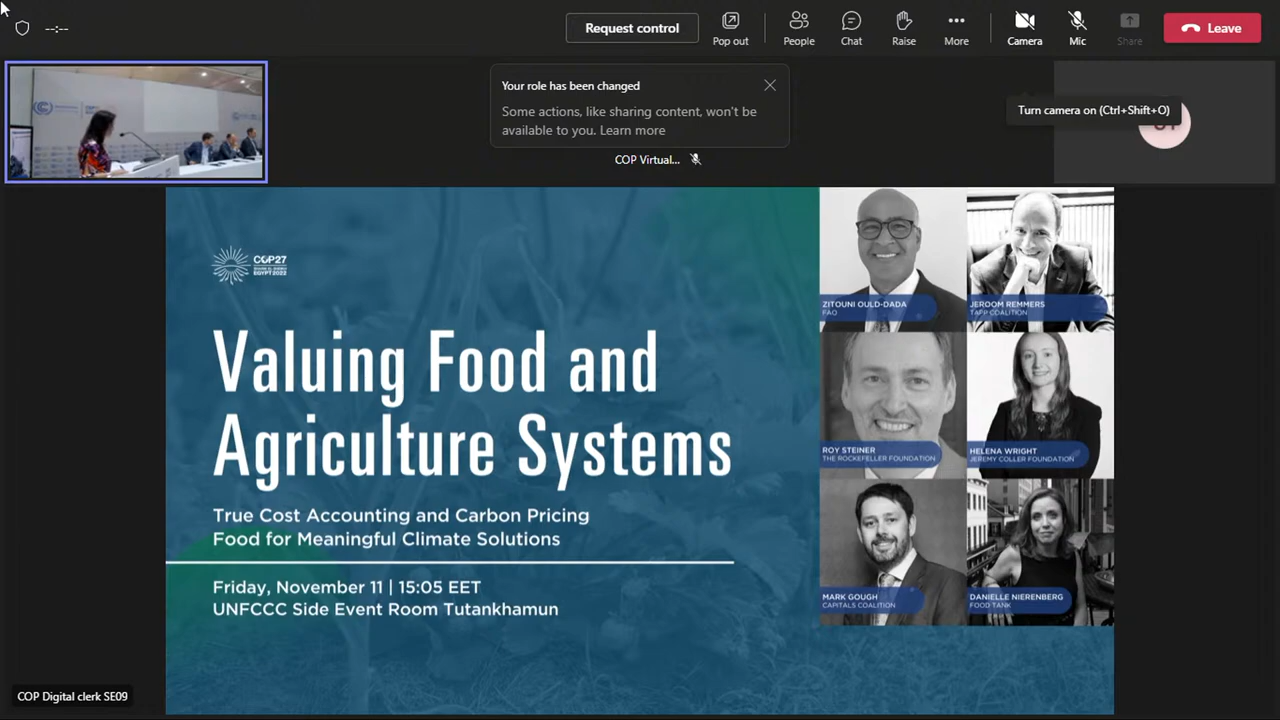 --:--
Request control
Pop out
People
Chat
Raise
More
Camera
Mic
Share
Leave
Your role has been changed
Some actions, like sharing content, won't be
available to you. Learn more
Turn camera on (Ctrl+Shift+O)
COP Virtual...
COP27
SHARM EL-SHEIKH
EGYPT 2022
Valuing Food and
Agriculture Systems
True Cost Accounting and Carbon Pricing
Food for Meaningful Climate Solutions
Friday, November 11 | 15:05 EET
UNFCCC Side Event Room Tutankhamun
ZITOUNI OULD-DADA
FAO
JEROOM REMMERS
TAPP COALITION
ROY STEINER
THE ROCKEFELLER FOUNDATION
HELENA WRIGHT
JEREMY COLLER FOUNDATION
MARK GOUGH
CAPITALS COALITION
DANIELLE NIERENBERG
FOOD TANK
COP Digital clerk SE09